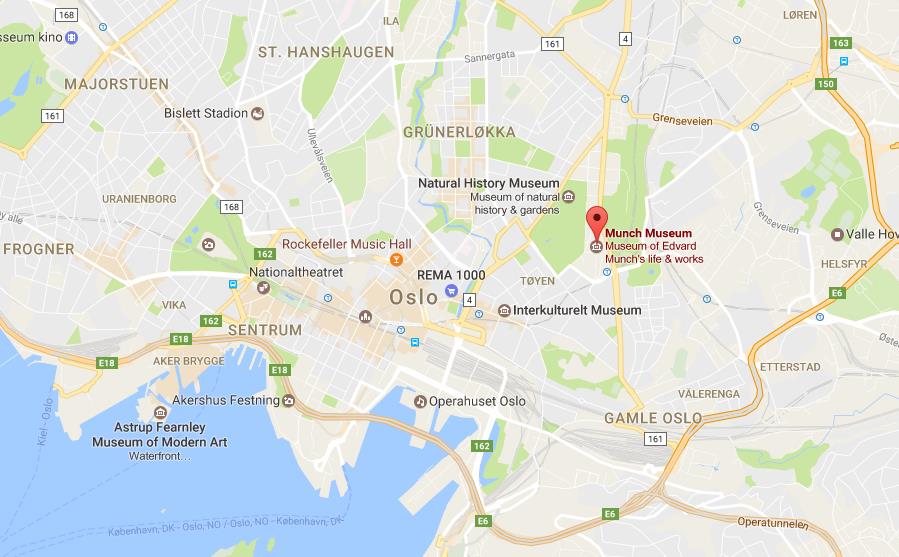 168
ILA
LØREN
sseum kino
ST. HANSHAUGEN
161
4
163
Sannergata
MAJORSTUEN
150
Bislett Stadion
161
Grenseveien
GRÜNERLØKKA
Ullevålsveien
Natural History Museum
Museum of natural
history & gardens
URANIENBORG
168
Grenseveien
oy alle
Munch Museum
Museum of Edvard
Munch's life & works
Valle Hov
FROGNER
Rockefeller Music Hall
162
HELSFYR
Nationaltheatret
REMA 1000
TØYEN
E6
Oslo
4
VIKA
Interkulturelt Museum
162
SENTRUM
Øste
E18
E18
AKER BRYGGE
E18
ETTERSTAD
VÅLERENGA
Akershus Festning
Operahuset Oslo
Kiel - Oslo
GAMLE OSLO
Astrup Fearnley
Museum of Modern Art
Waterfront...
161
162
E6
E6
København, DK - Oslo, NO / Oslo, NO - København, DK
Operatunnelen